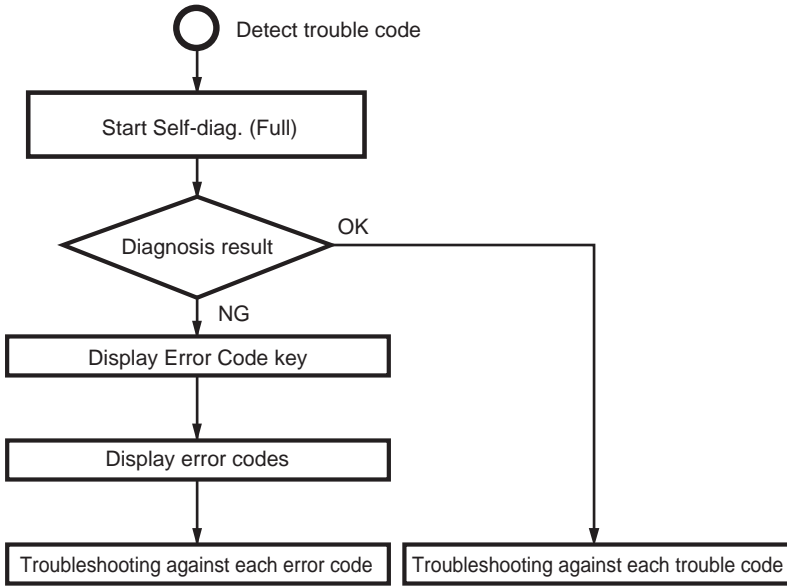 Detect trouble code
Start Self-diag. (Full)
Diagnosis result
OK
NG
Display Error Code key
Display error codes
Troubleshooting against each error code
Troubleshooting against each trouble code